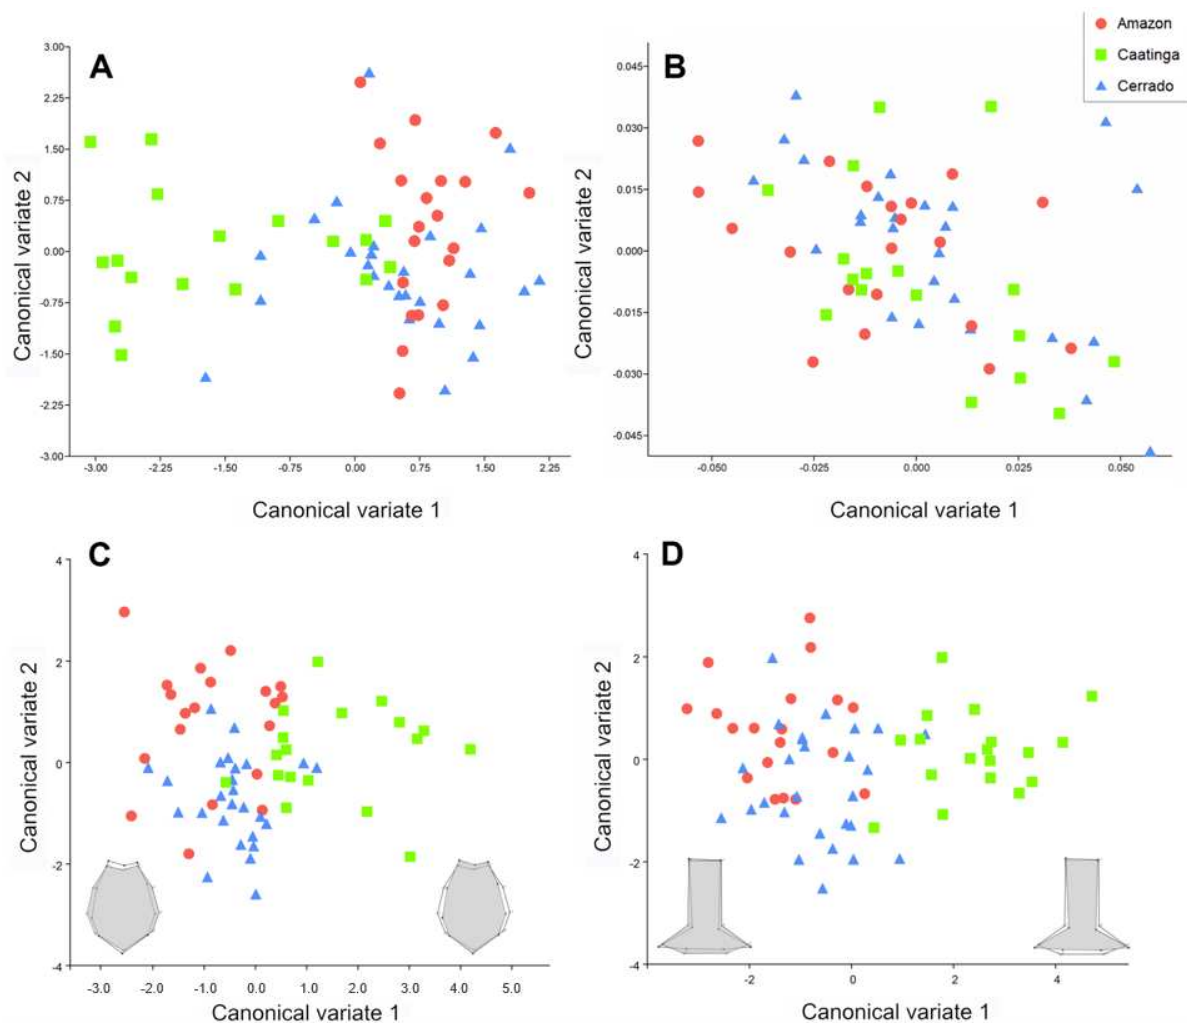 Amazon
Caatinga
Cerrado
A
3.00
2.25
1.50
0.75
0.00
-0.75
-1.50
-2.25
-3.00
Canonical variate 2
-3.00 -2.25 -1.50 -0.75 0.00 0.75 1.50 2.25
Canonical variate 1
B
0.045
0.030
0.015
0.000
-0.015
-0.030
-0.045
Canonical variate 2
-0.050 -0.025 0.000 0.025 0.050
Canonical variate 1
C
4
2
0
-2
-4
Canonical variate 2
-3.0 -2.0 -1.0 0.0 1.0 2.0 3.0 4.0 5.0
Canonical variate 1
D
4
2
0
-2
-4
Canonical variate 2
-2 0 2 4
Canonical variate 1